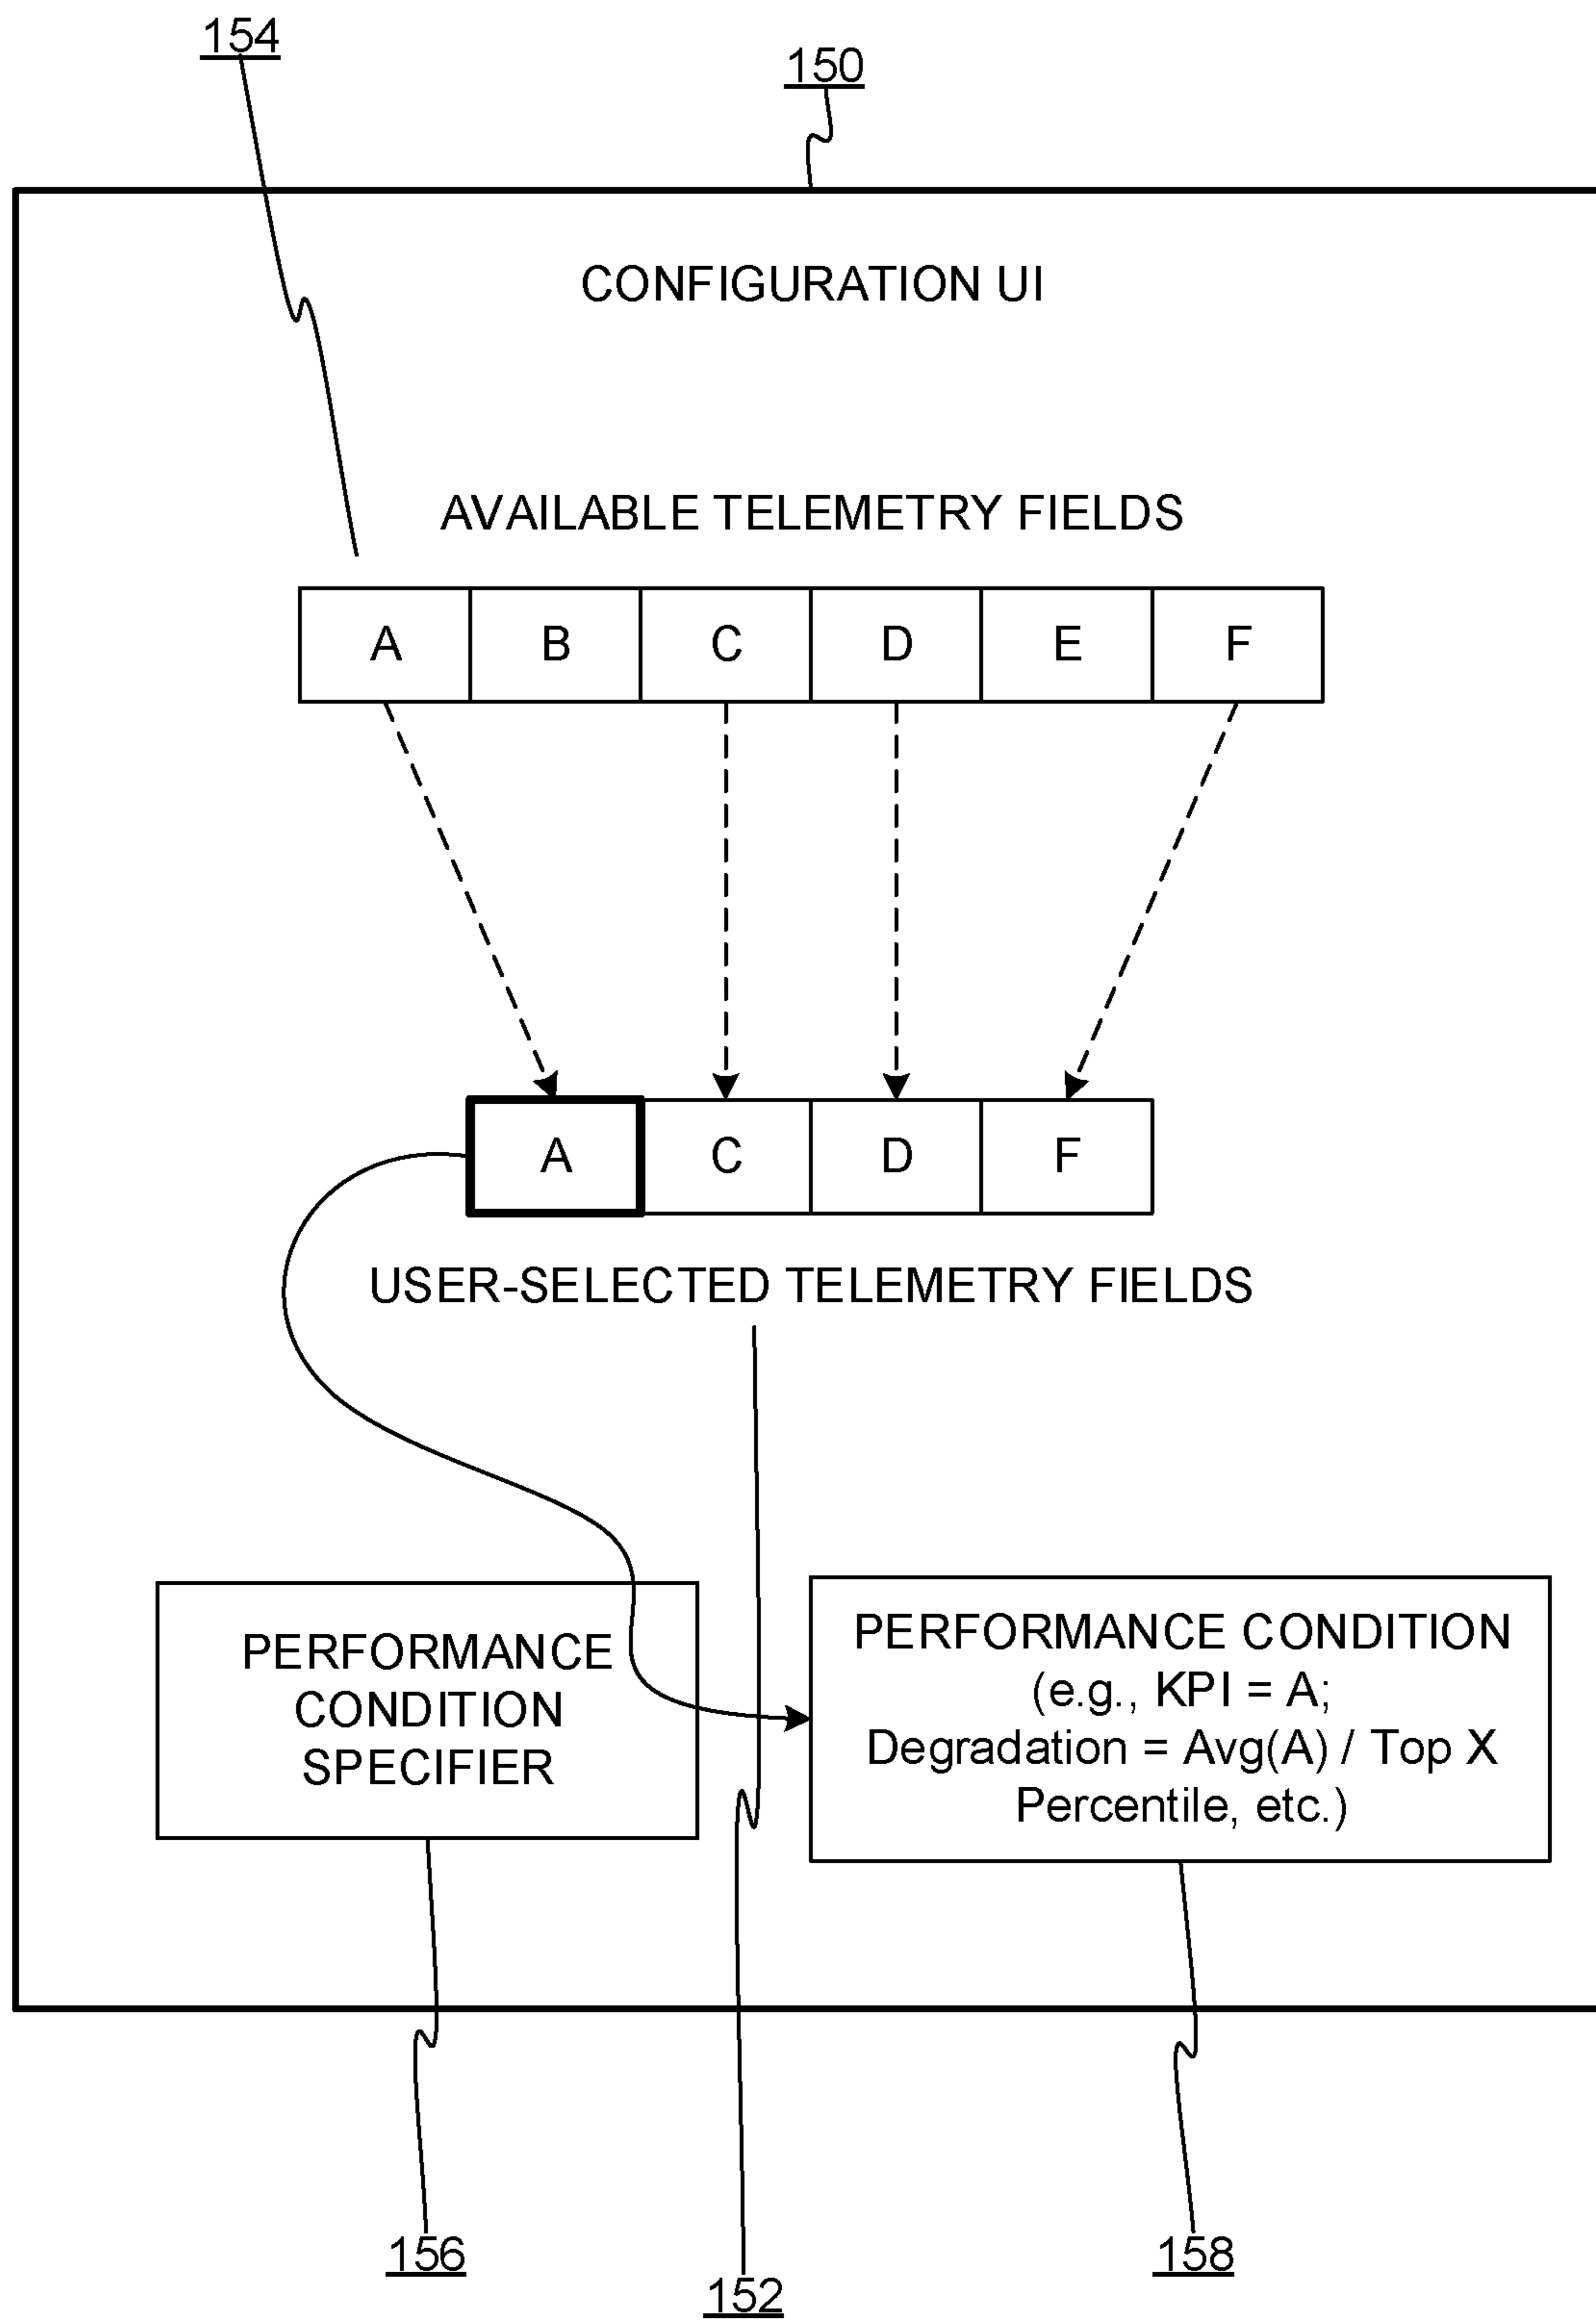 154
150
CONFIGURATION UI
AVAILABLE TELEMETRY FIELDS
A B C D E F
A C D F
USER-SELECTED TELEMETRY FIELDS
PERFORMANCE
CONDITION
SPECIFIER
PERFORMANCE CONDITION
(e.g., KPI = A;
Degradation = Avg(A) / Top X
Percentile, etc.)
156
152
158